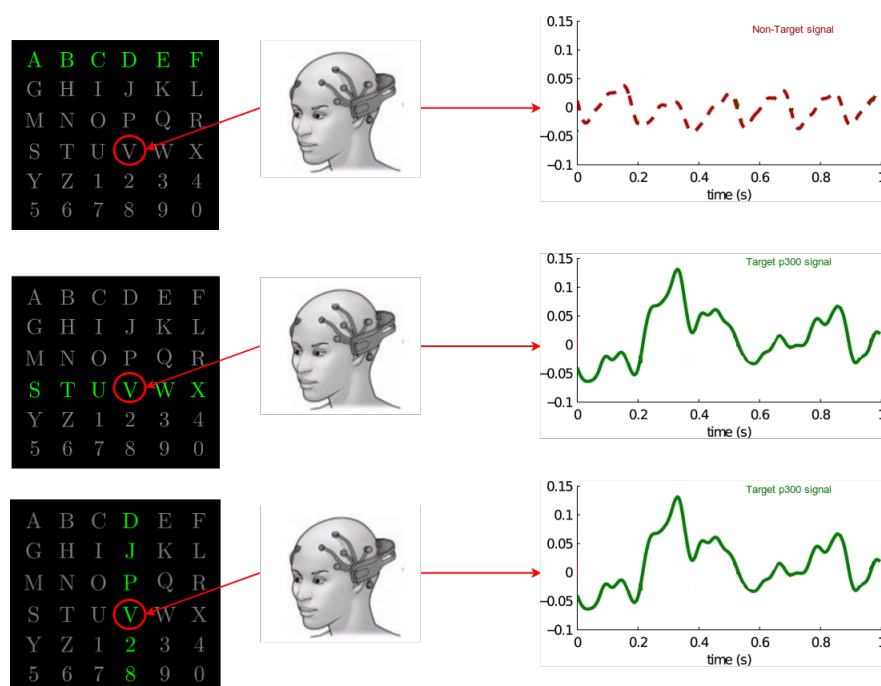 A B C D E F
G H I J K L
M N O P Q R
S T U V W X
Y Z 1 2 3 4
5 6 7 8 9 0
0.15
Non-Target signal
0.1
0.05
0
−0.05
−0.1
0 0.2 0.4 0.6 0.8 1
time (s)
A B C D E F
G H I J K L
M N O P Q R
S T U V W X
Y Z 1 2 3 4
5 6 7 8 9 0
0.15
Target p300 signal
0.1
0.05
0
−0.05
−0.1
0 0.2 0.4 0.6 0.8 1
time (s)
A B C D E F
G H I J K L
M N O P Q R
S T U V W X
Y Z 1 2 3 4
5 6 7 8 9 0
0.15
Target p300 signal
0.1
0.05
0
−0.05
−0.1
0 0.2 0.4 0.6 0.8 1
time (s)